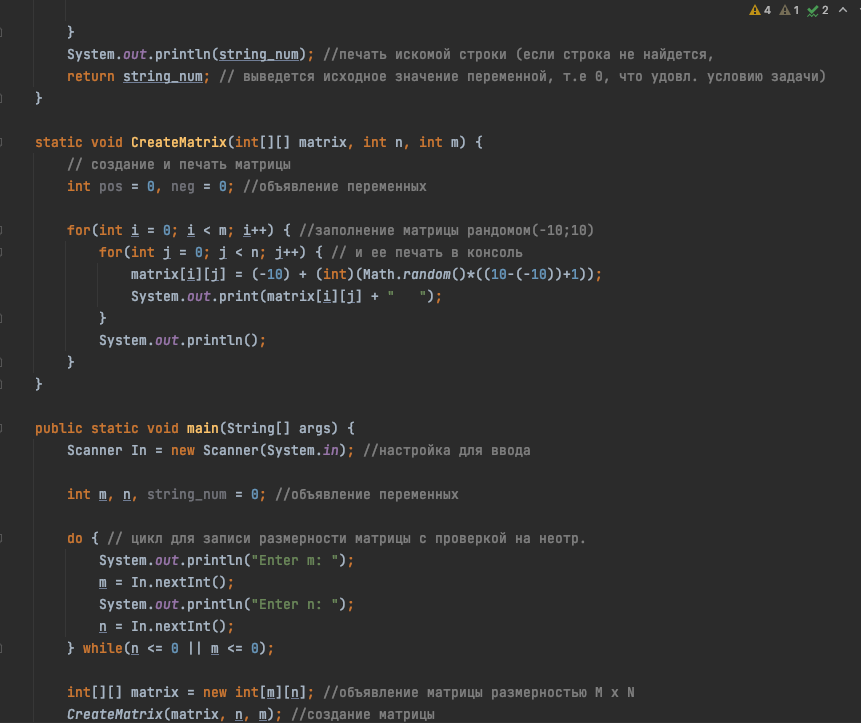 4 1 2
}
System.out.println(string_num); //печать искомой строки (если строка не найдется,
return string_num; // выведется исходное значение переменной, т.е 0, что удовл. условию задачи)
}
static void CreateMatrix(int[][] matrix, int n, int m) {
// создание и печать матрицы
int pos = 0, neg = 0; //объявление переменных
for(int i = 0; i < m; i++) { //заполнение матрицы рандомом(-10;10)
for(int j = 0; j < n; j++) { // и ее печать в консоль
matrix[i][j] = (-10) + (int)(Math.random()*((10-(-10))+1));
System.out.print(matrix[i][j] + "   ");
}
System.out.println();
}
}
public static void main(String[] args) {
Scanner In = new Scanner(System.in); //настройка для ввода
int m, n, string_num = 0; //объявление переменных
do { // цикл для записи размерности матрицы с проверкой на неотр.
System.out.println("Enter m: ");
m = In.nextInt();
System.out.println("Enter n: ");
n = In.nextInt();
} while(n <= 0 || m <= 0);
int[][] matrix = new int[m][n]; //объявление матрицы размерностью M x N
CreateMatrix(matrix, n, m); //создание матрицы